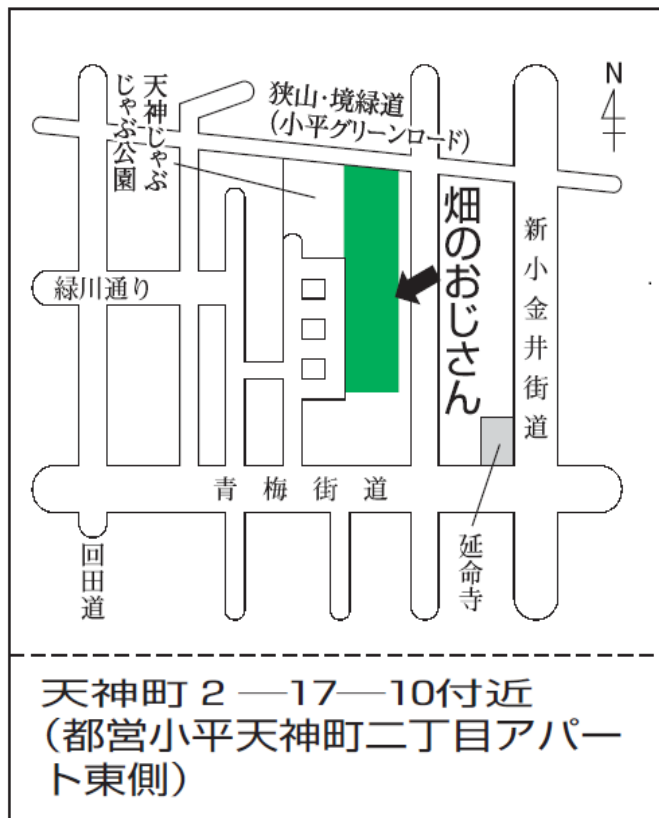 狭山・境緑道
(小平グリーンロード)
N
天神じゃぶ
じゃぶ公園
畑のおじさん
新小金井街道
緑川通り
青梅街道
回田道
延命寺
天神町2―17―10付近
(都営小平天神町二丁目アパー
ト東側)